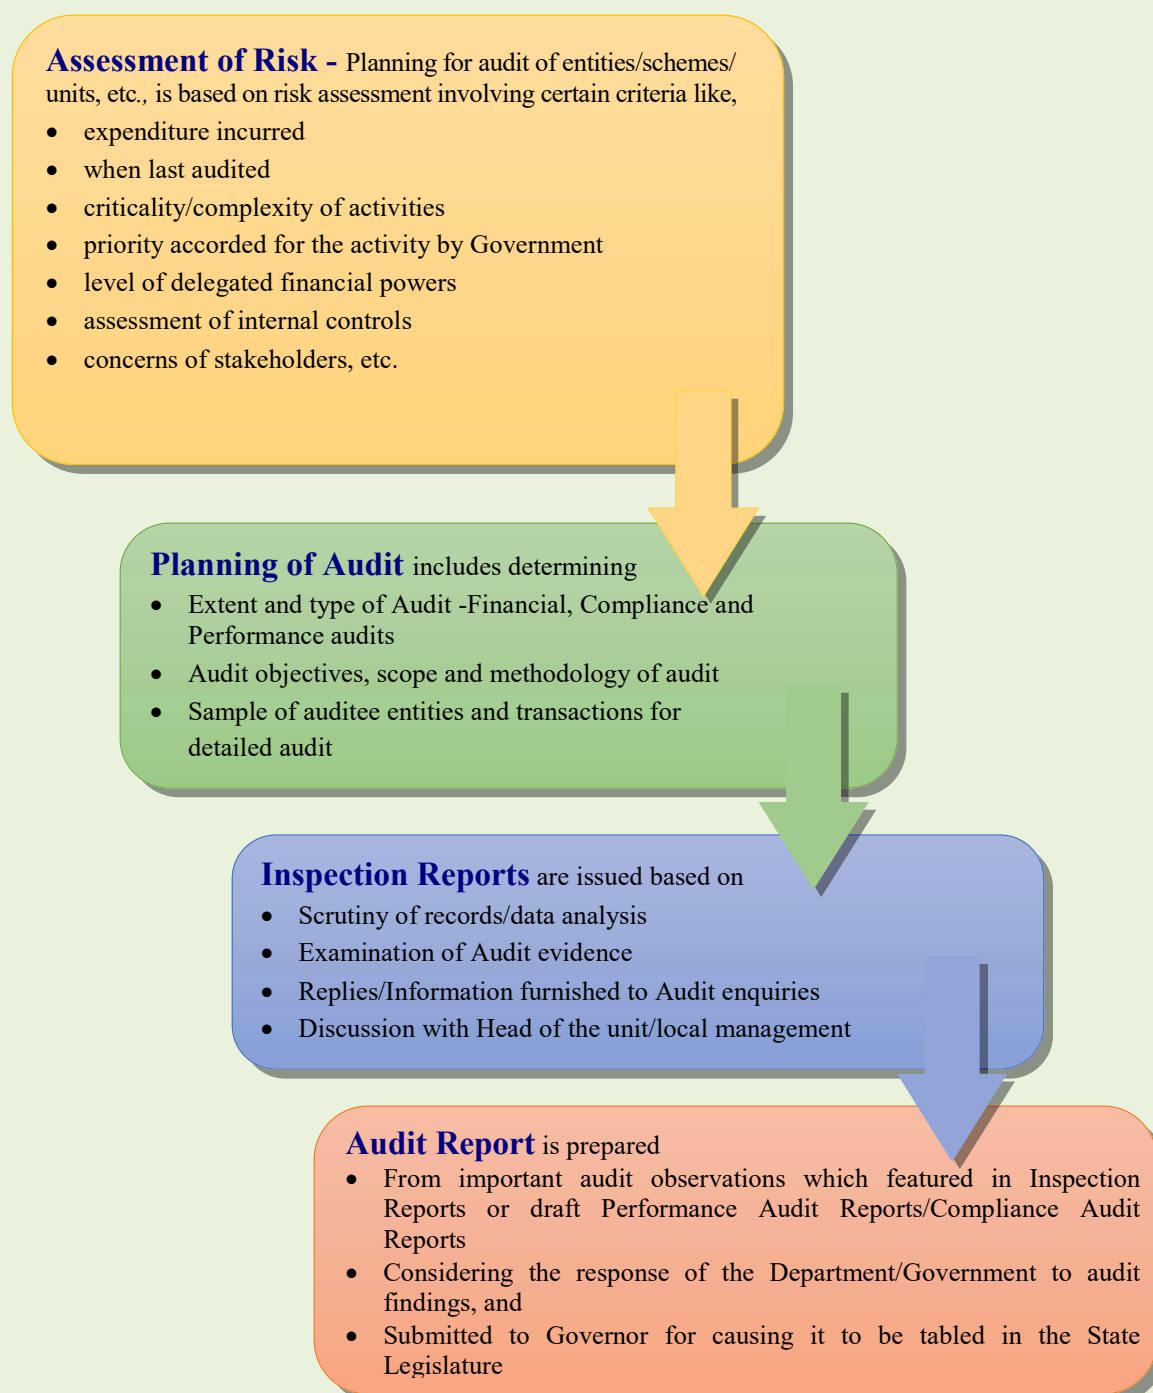 Assessment of Risk - Planning for audit of entities/schemes/
units, etc., is based on risk assessment involving certain criteria like,
• expenditure incurred
• when last audited
• criticality/complexity of activities
• priority accorded for the activity by Government
• level of delegated financial powers
• assessment of internal controls
• concerns of stakeholders, etc.
Planning of Audit includes determining
• Extent and type of Audit -Financial, Compliance and
Performance audits
• Audit objectives, scope and methodology of audit
• Sample of auditee entities and transactions for
detailed audit
Inspection Reports are issued based on
• Scrutiny of records/data analysis
• Examination of Audit evidence
• Replies/Information furnished to Audit enquiries
• Discussion with Head of the unit/local management
Audit Report is prepared
• From important audit observations which featured in Inspection
Reports or draft Performance Audit Reports/Compliance Audit
Reports
• Considering the response of the Department/Government to audit
findings, and
• Submitted to Governor for causing it to be tabled in the State
Legislature